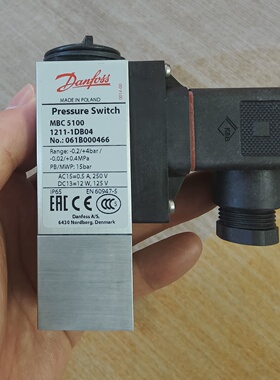 Danfoss
MADE IN POLAND
Pressure Switch
MBC 5100
1211-1DB04
No.: 061B000466
Range: -0.2/+4bar/
-0.02/+0.4MPa
PB/MWP: 15bar
AC15=0.5 A, 250 V
DC13=12 W, 125 V
IP65 EN 60947-5
EAC CE
Danfoss A/S,
6430 Nordborg, Denmark